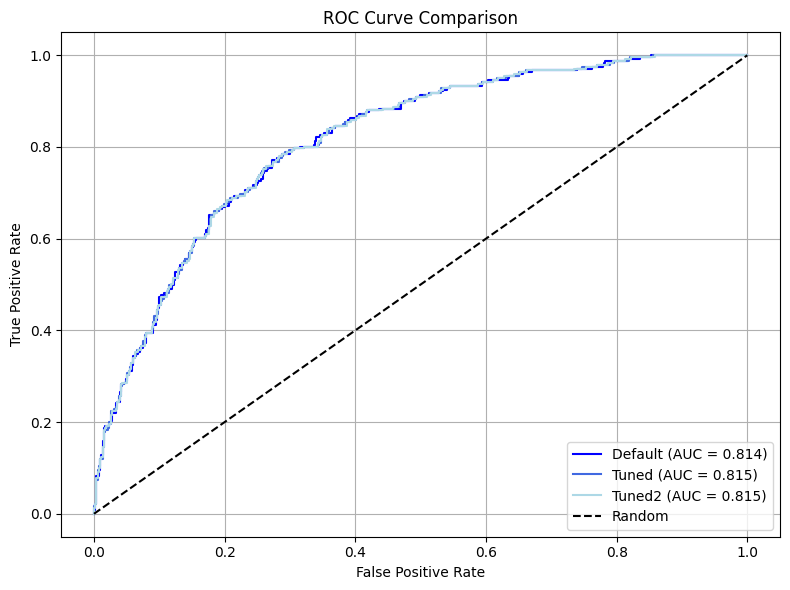 ROC Curve Comparison
1.0
0.8
0.6
0.4
0.2
0.0
True Positive Rate
Default (AUC = 0.814)
Tuned (AUC = 0.815)
Tuned2 (AUC = 0.815)
Random
0.0 0.2 0.4 0.6 0.8 1.0
False Positive Rate